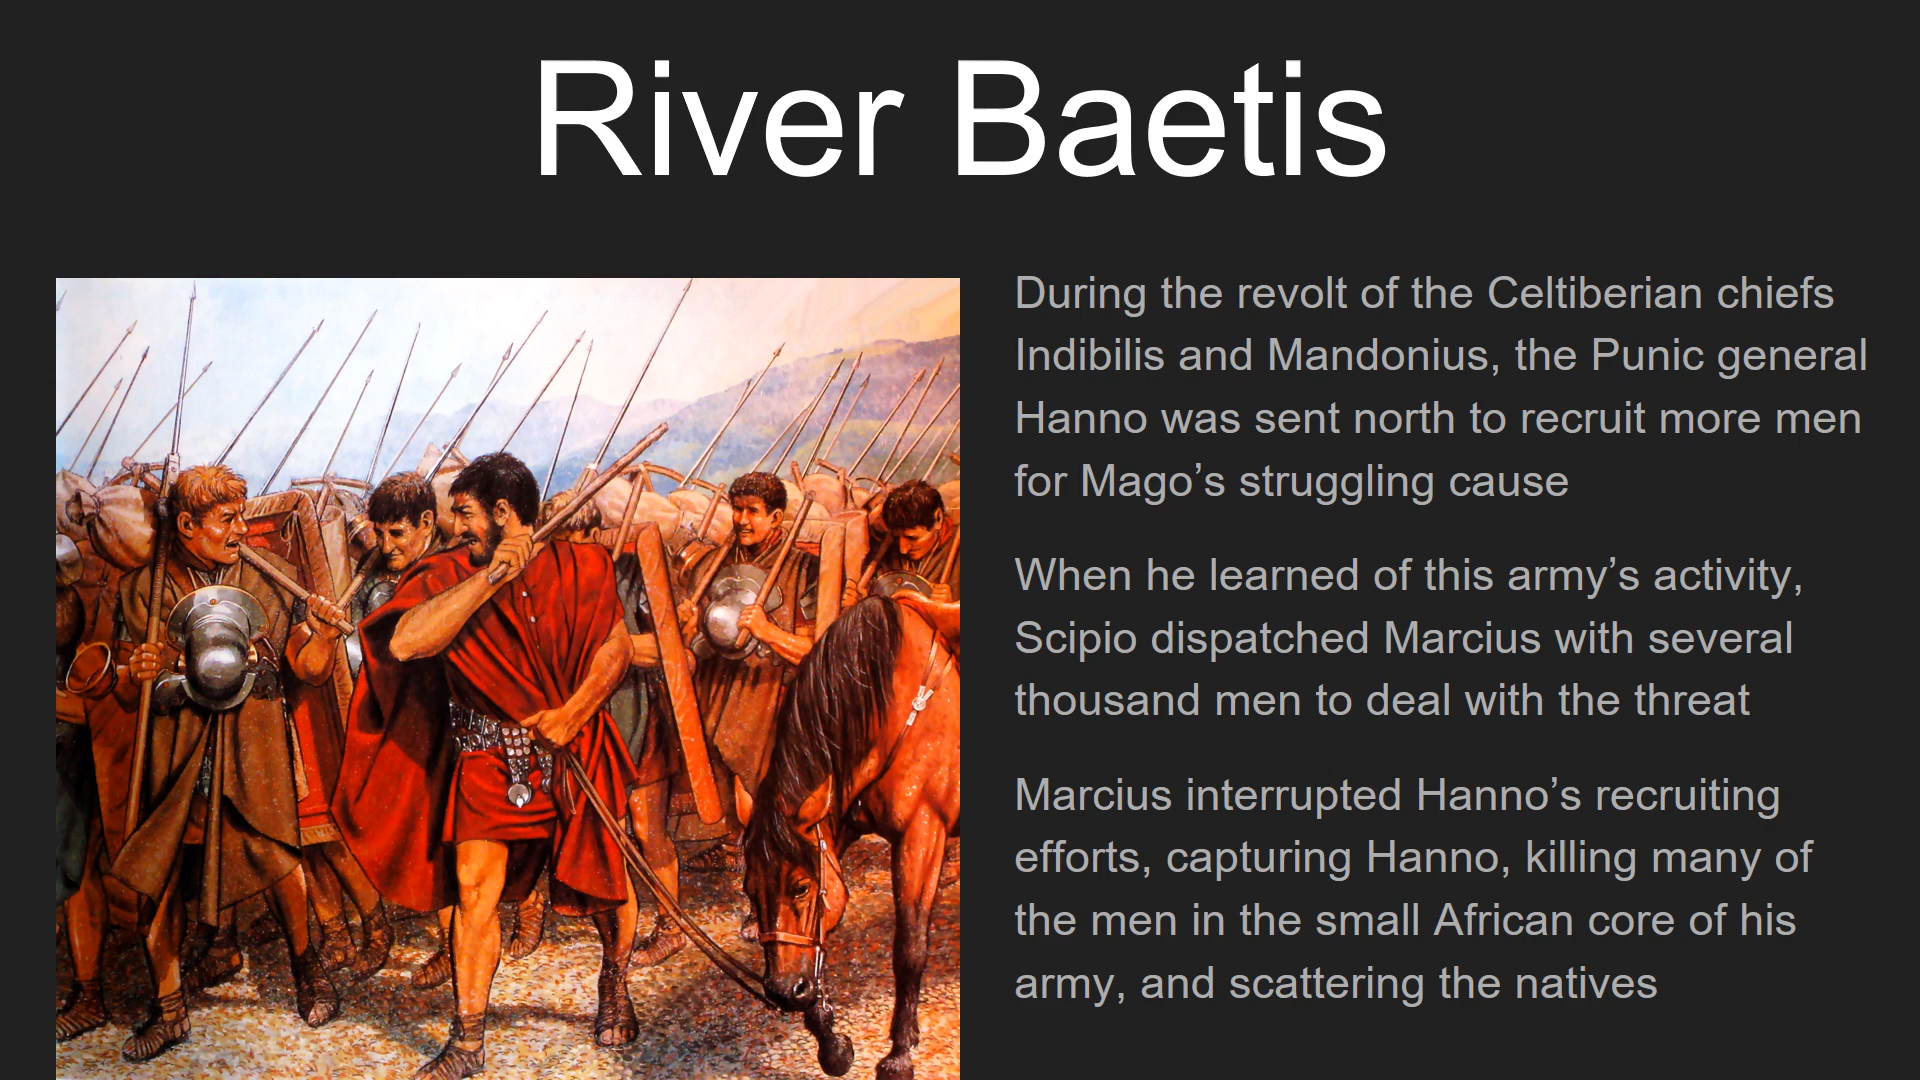 River Baetis
During the revolt of the Celtiberian chiefs
Indibilis and Mandonius, the Punic general
Hanno was sent north to recruit more men
for Mago’s struggling cause
When he learned of this army’s activity,
Scipio dispatched Marcius with several
thousand men to deal with the threat
Marcius interrupted Hanno’s recruiting
efforts, capturing Hanno, killing many of
the men in the small African core of his
army, and scattering the natives